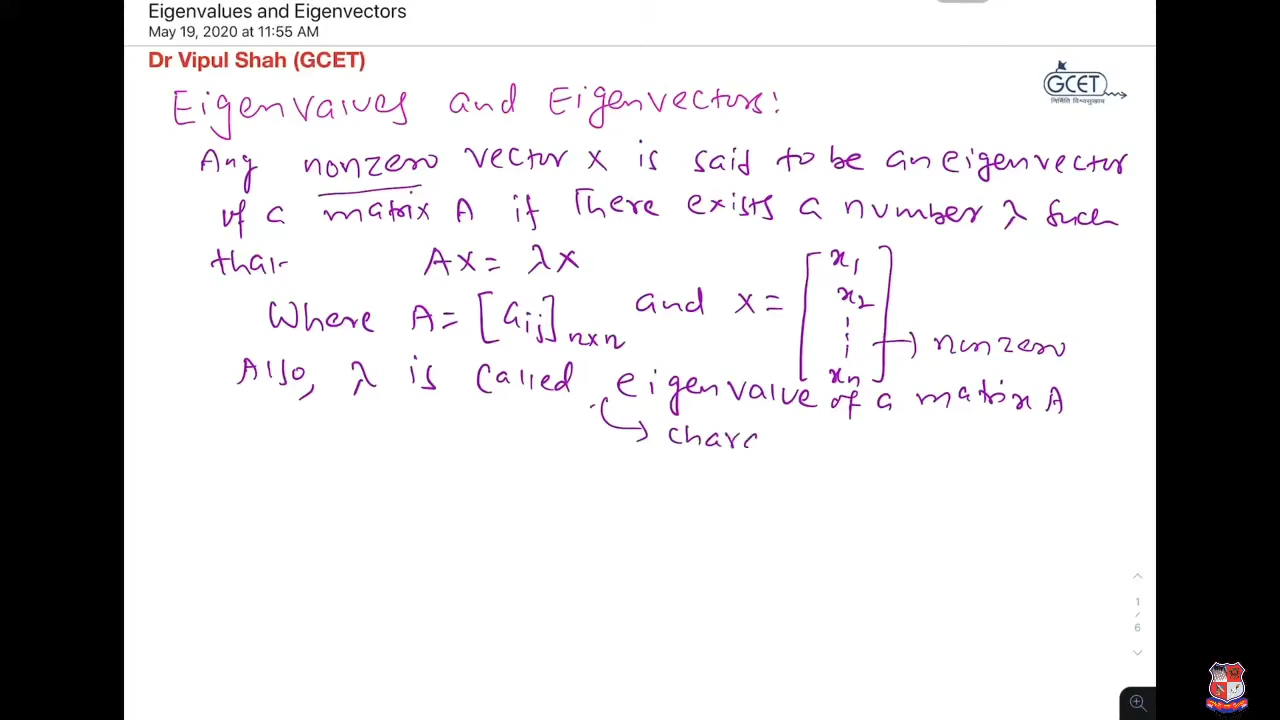 Eigenvalues and Eigenvectors
May 19, 2020 at 11:55 AM
Dr Vipul Shah (GCET)
GCET
Eigenvalues and Eigenvectors:
Any nonzero vector X is said to be an eigenvector
of a matrix A if There exists a number λ such
that AX = λX
Where A = [aij]n×n and X = [x1 x2 ⋮ xn] → nonzero
Also, λ is called eigenvalue of a matrix A
→ charc
1
/
6